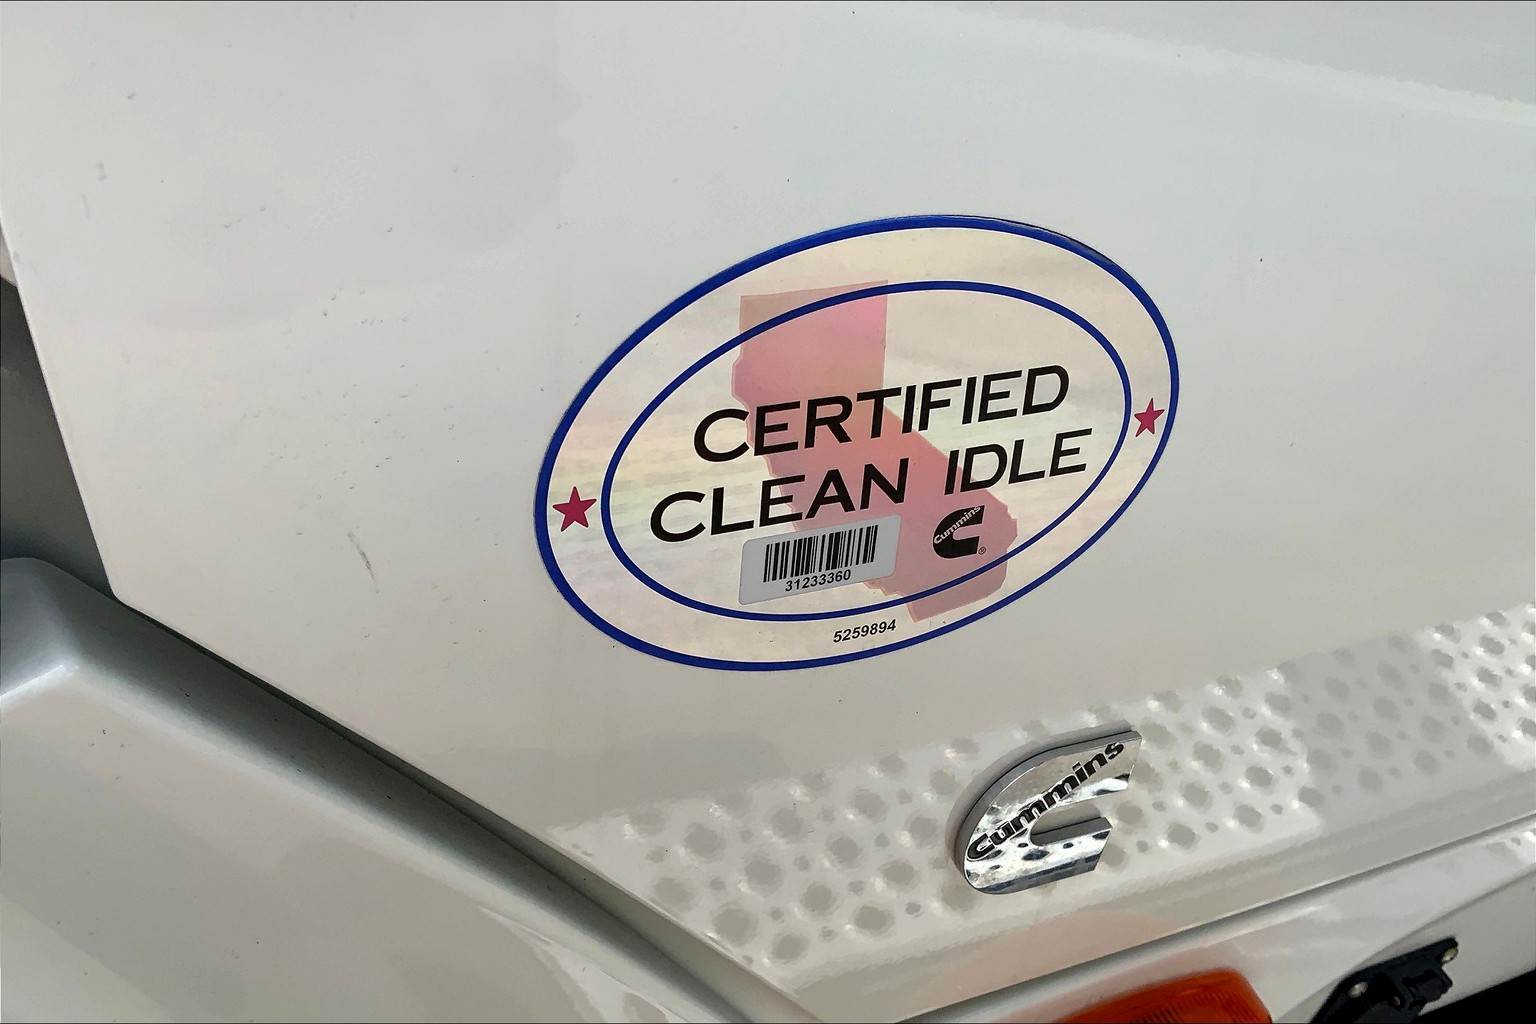 CERTIFIED
CLEAN IDLE
Cummins
®
31233360
5259894
Cummins